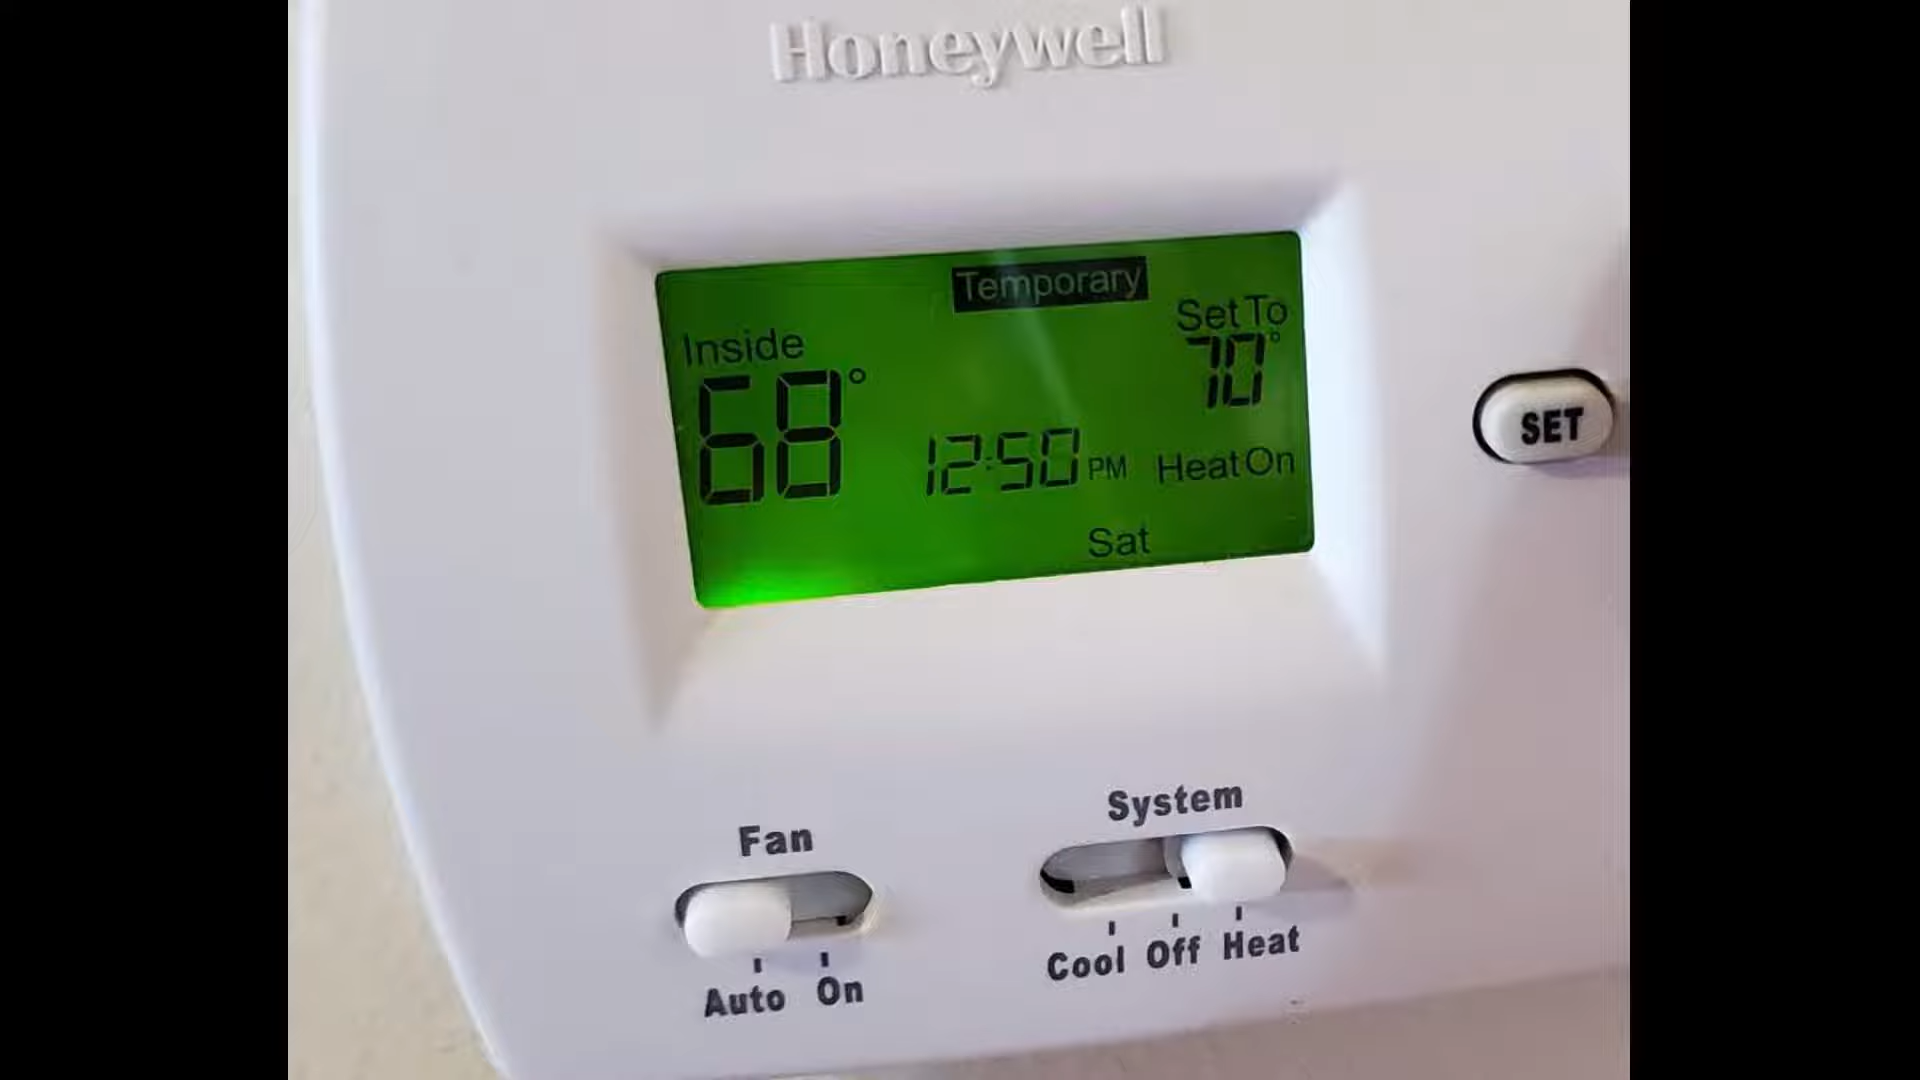 Honeywell
Temporary
Inside
Set To
68°
70°
12:50 PM
Heat On
Sat
SET
Fan
System
Auto On
Cool Off Heat